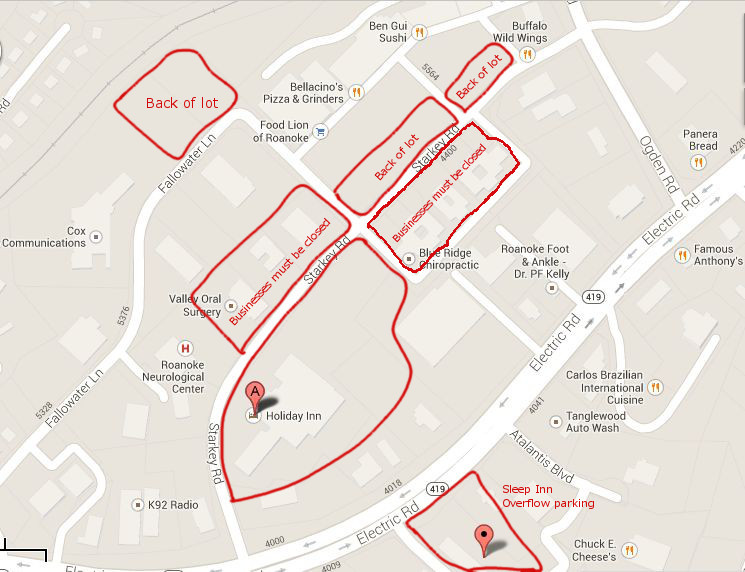 Ben Gui
Sushi
Buffalo
Wild Wings
5564
Back of lot
Bellacino's
Pizza & Grinders
Back of lot
Food Lion
of Roanoke
Back of lot
Starkey Rd
4400
Businesses must be closed
Panera
Bread
4220
Rd
Fallowater Ln
Ogden Rd
Electric Rd
Cox
Communications
Businesses must be closed
Starkey Rd
Blue Ridge
Chiropractic
Roanoke Foot
& Ankle -
Dr. PF Kelly
Famous
Anthony's
419
Valley Oral
Surgery
5376
H
Roanoke
Neurological
Center
Electric Rd
Carlos Brazilian
International
Cuisine
A
Holiday Inn
Fallowater Ln
5328
4041
Tanglewood
Auto Wash
Starkey Rd
Atalantis Blvd
4018
419
Sleep Inn
Overflow parking
K92 Radio
Electric Rd
4000
4009
Chuck E.
Cheese's
Electric Rd